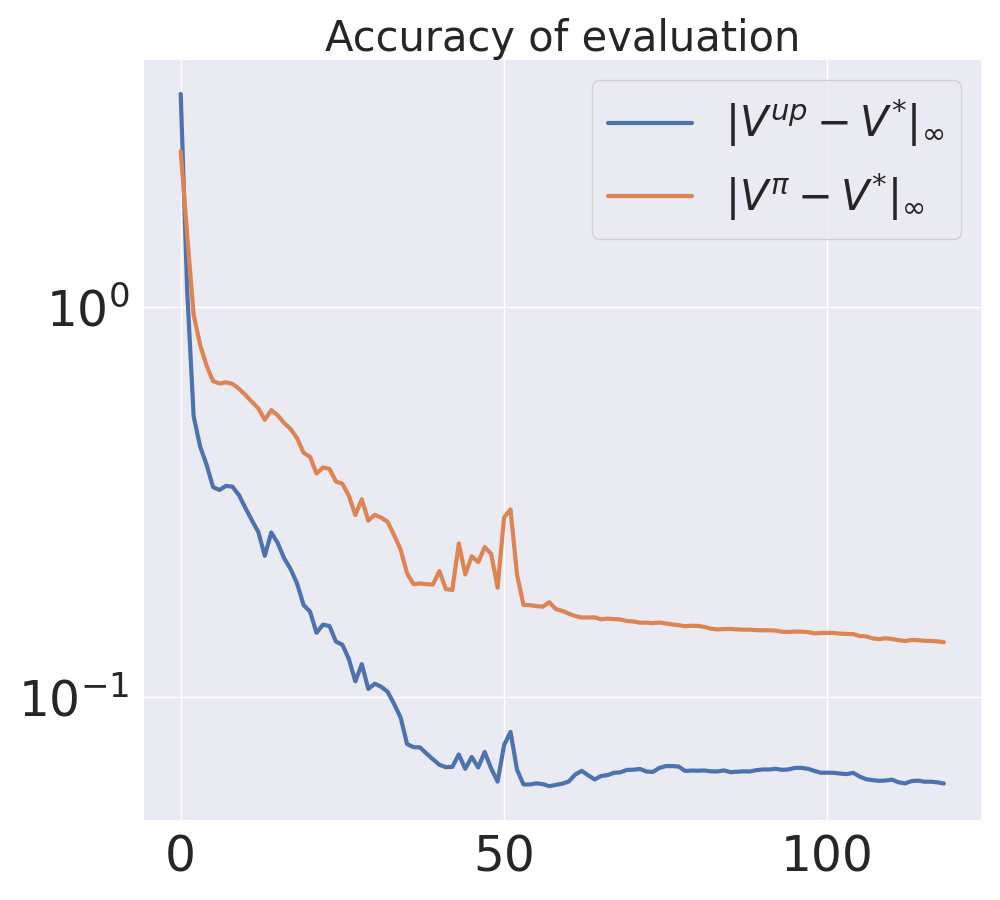 Accuracy of evaluation
|V^{up} − V^*|_∞
|V^π − V^*|_∞
10^0
10^{−1}
0 50 100